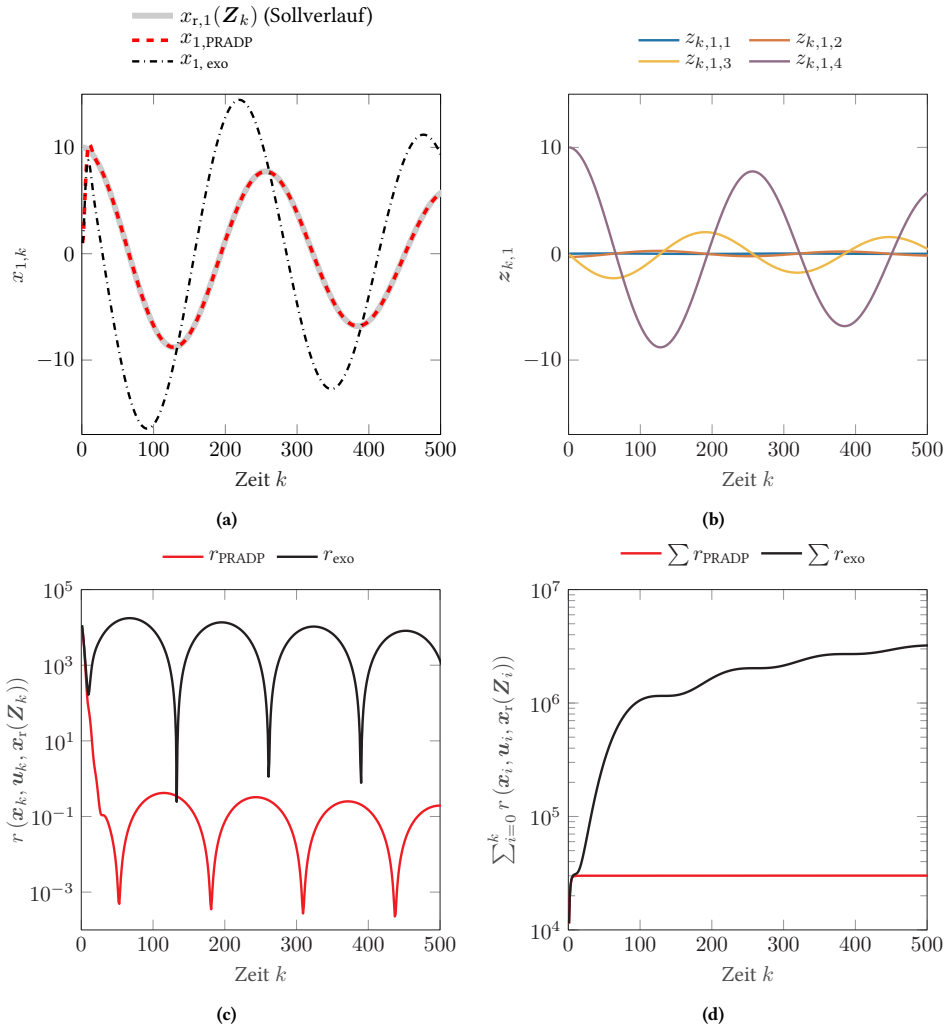 x_{r,1}(Z_k) (Sollverlauf)
x_{1,PRADP}
x_{1, exo}
10
0
−10
x_{1,k}
0 100 200 300 400 500
Zeit k
(a)
z_{k,1,1} z_{k,1,2}
z_{k,1,3} z_{k,1,4}
10
0
−10
z_{k,1}
0 100 200 300 400 500
Zeit k
(b)
r_{PRADP} r_{exo}
10^5
10^3
10^1
10^{−1}
10^{−3}
r (x_k, u_k, x_r(Z_k))
0 100 200 300 400 500
Zeit k
(c)
∑ r_{PRADP} ∑ r_{exo}
10^7
10^6
10^5
10^4
∑_{i=0}^{k} r (x_i, u_i, x_r(Z_i))
0 100 200 300 400 500
Zeit k
(d)